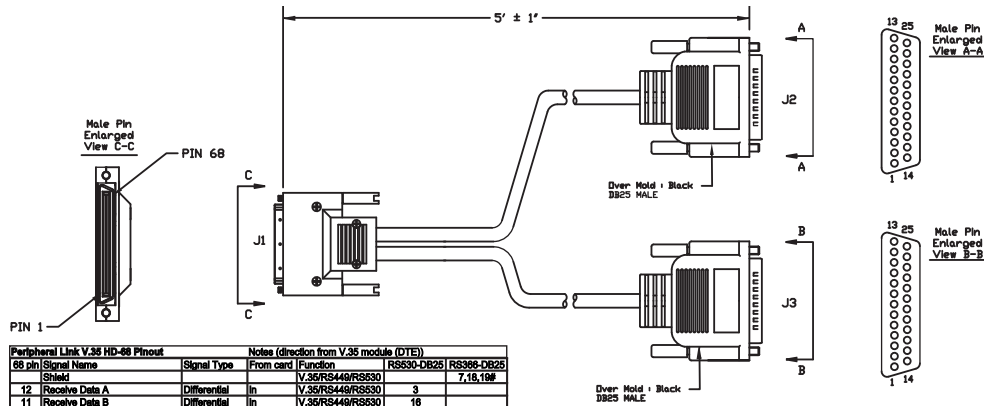 5' ± 1"
A
J2
A
Over Mold : Black
DB25 MALE
13 25
1 14
Male Pin
Enlarged
View A-A
Male Pin
Enlarged
View C-C
PIN 68
PIN 1
C
J1
C
B
J3
B
Over Mold : Black
DB25 MALE
13 25
1 14
Male Pin
Enlarged
View B-B
Peripheral Link V.35 HD-68 Pinout Notes (direction from V.35 module (DTE))
68 pin Signal Name Signal Type From card Function RS530-DB25 RS366-DB25
Shield V.35/RS449/RS530 7,18,19#
12 Receive Data A Differential In V.35/RS449/RS530 3
11 Receive Data B Differential In V.35/RS449/RS530 16